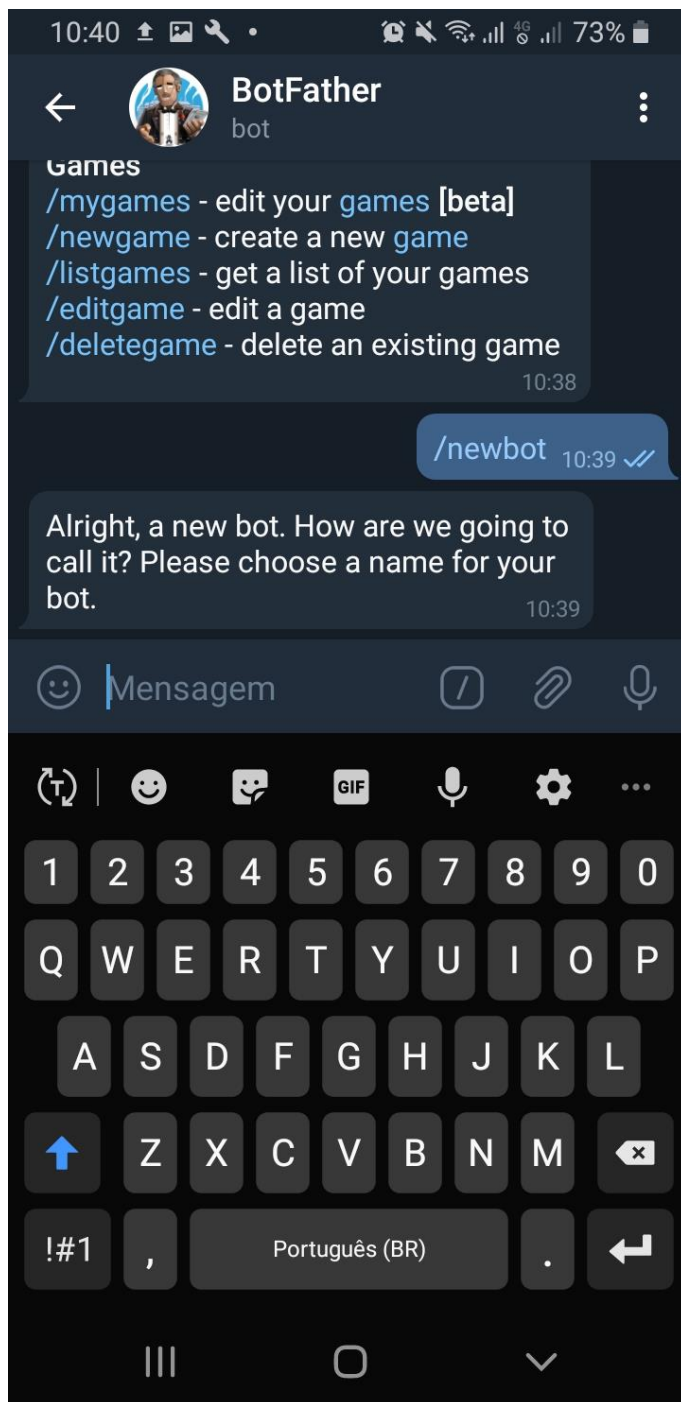 10:40
4G
73%
BotFather
bot
Games
/mygames - edit your games [beta]
/newgame - create a new game
/listgames - get a list of your games
/editgame - edit a game
/deletegame - delete an existing game
10:38
/newbot 10:39
Alright, a new bot. How are we going to
call it? Please choose a name for your
bot.
10:39
Mensagem
/
T
GIF
1 2 3 4 5 6 7 8 9 0
Q W E R T Y U I O P
A S D F G H J K L
Z X C V B N M
!#1 , Português (BR) .